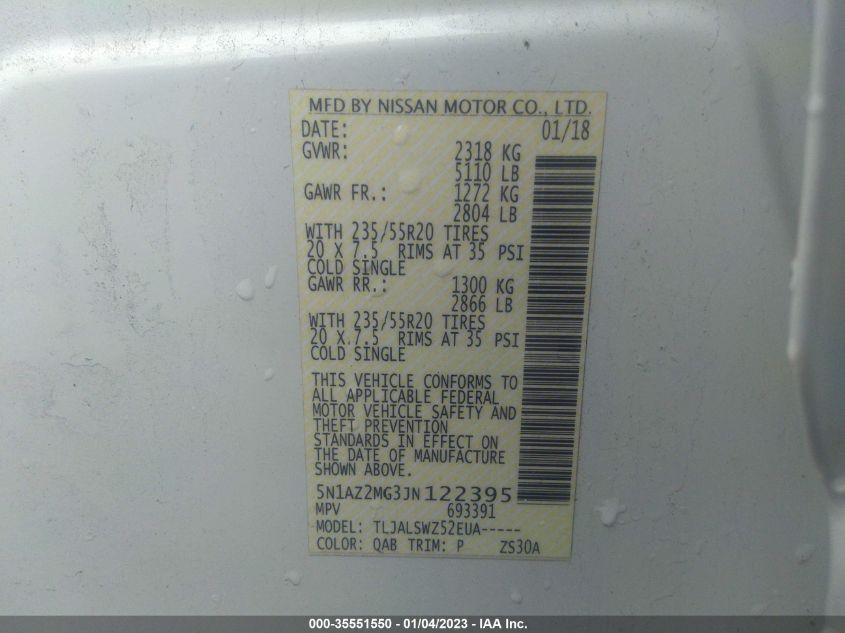 MFD BY NISSAN MOTOR CO., LTD.
DATE: 01/18
GVWR: 2318 KG
5110 LB
GAWR FR.: 1272 KG
2804 LB
WITH 235/55R20 TIRES
20 X 7.5 RIMS AT 35 PSI
COLD SINGLE
GAWR RR.: 1300 KG
2866 LB
WITH 235/55R20 TIRES
20 X 7.5 RIMS AT 35 PSI
COLD SINGLE
THIS VEHICLE CONFORMS TO
ALL APPLICABLE FEDERAL
MOTOR VEHICLE SAFETY AND
THEFT PREVENTION
STANDARDS IN EFFECT ON
THE DATE OF MANUFACTURE
SHOWN ABOVE.
5N1AZ2MG3JN122395
MPV 693391
MODEL: TLJALSWZ52EUA-----
COLOR: QAB TRIM: P ZS30A
000-35551550 - 01/04/2023 - IAA Inc.